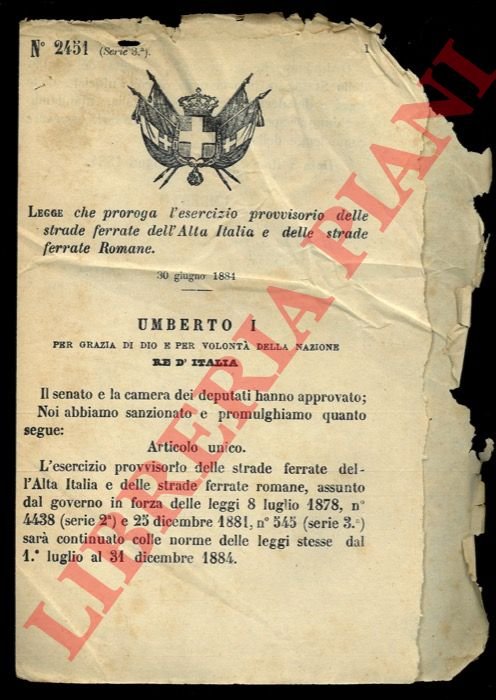 N° 2451 (Serie 3.ª).
1
LEGGE che proroga l'esercizio provvisorio delle
strade ferrate dell'Alta Italia e delle strade
ferrate Romane.
30 giugno 1884
UMBERTO I
PER GRAZIA DI DIO E PER VOLONTÀ DELLA NAZIONE
RE D'ITALIA
Il senato e la camera dei deputati hanno approvato;
Noi abbiamo sanzionato e promulghiamo quanto
segue:
Articolo unico.
L'esercizio provvisorio delle strade ferrate del-
l'Alta Italia e delle strade ferrate romane, assunto
dal governo in forza delle leggi 8 luglio 1878, n°
4438 (serie 2ª) e 25 dicembre 1881, n° 545 (serie 3.ª)
sarà continuato colle norme delle leggi stesse dal
1.° luglio al 31 dicembre 1884.
LIBRERIA PIANI